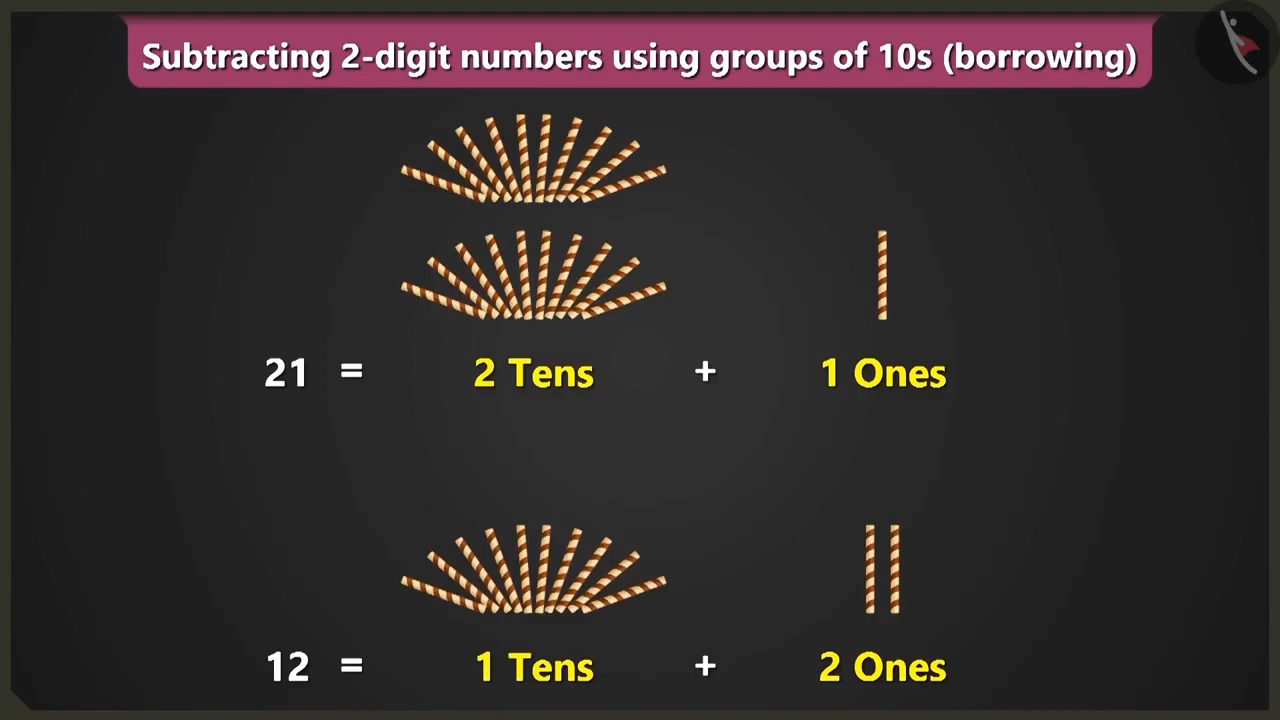 Subtracting 2-digit numbers using groups of 10s (borrowing)
21 = 2 Tens + 1 Ones
12 = 1 Tens + 2 Ones